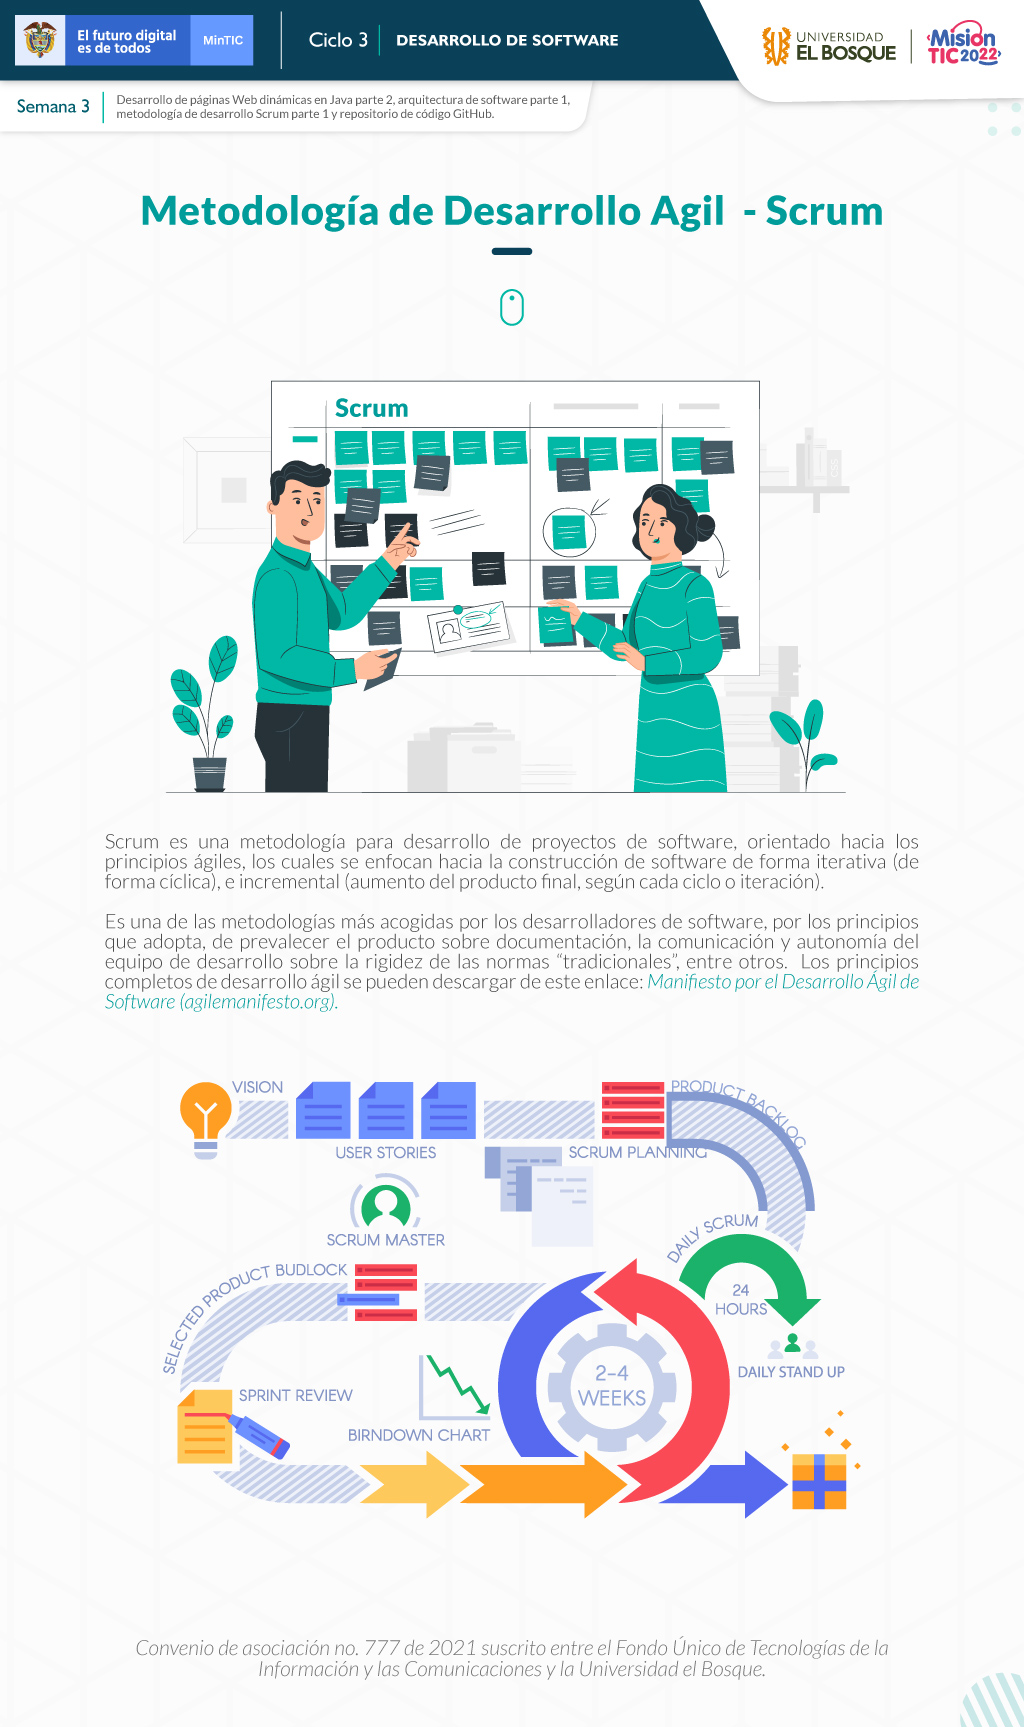 El futuro digital
es de todos
MinTIC
Ciclo 3
DESARROLLO DE SOFTWARE
UNIVERSIDAD
EL BOSQUE
Misión
TIC 2022
Semana 3
Desarrollo de páginas Web dinámicas en Java parte 2, arquitectura de software parte 1,
metodología de desarrollo Scrum parte 1 y repositorio de código GitHub.
Metodología de Desarrollo Agil - Scrum
Scrum
Scrum es una metodología para desarrollo de proyectos de software, orientado hacia los
principios ágiles, los cuales se enfocan hacia la construcción de software de forma iterativa (de
forma cíclica), e incremental (aumento del producto final, según cada ciclo o iteración).
Es una de las metodologías más acogidas por los desarrolladores de software, por los principios
que adopta, de prevalecer el producto sobre documentación, la comunicación y autonomía del
equipo de desarrollo sobre la rigidez de las normas “tradicionales”, entre otros. Los principios
completos de desarrollo ágil se pueden descargar de este enlace: Manifiesto por el Desarrollo Ágil de
Software (agilemanifesto.org).
VISION
PRODUCT BACKLOG
USER STORIES
SCRUM PLANNING
SCRUM MASTER
DAILY SCRUM
SELECTED PRODUCT BUDLOCK
24
HOURS
2-4
WEEKS
DAILY STAND UP
SPRINT REVIEW
BIRNDOWN CHART
Convenio de asociación no. 777 de 2021 suscrito entre el Fondo Único de Tecnologías de la
Información y las Comunicaciones y la Universidad el Bosque.